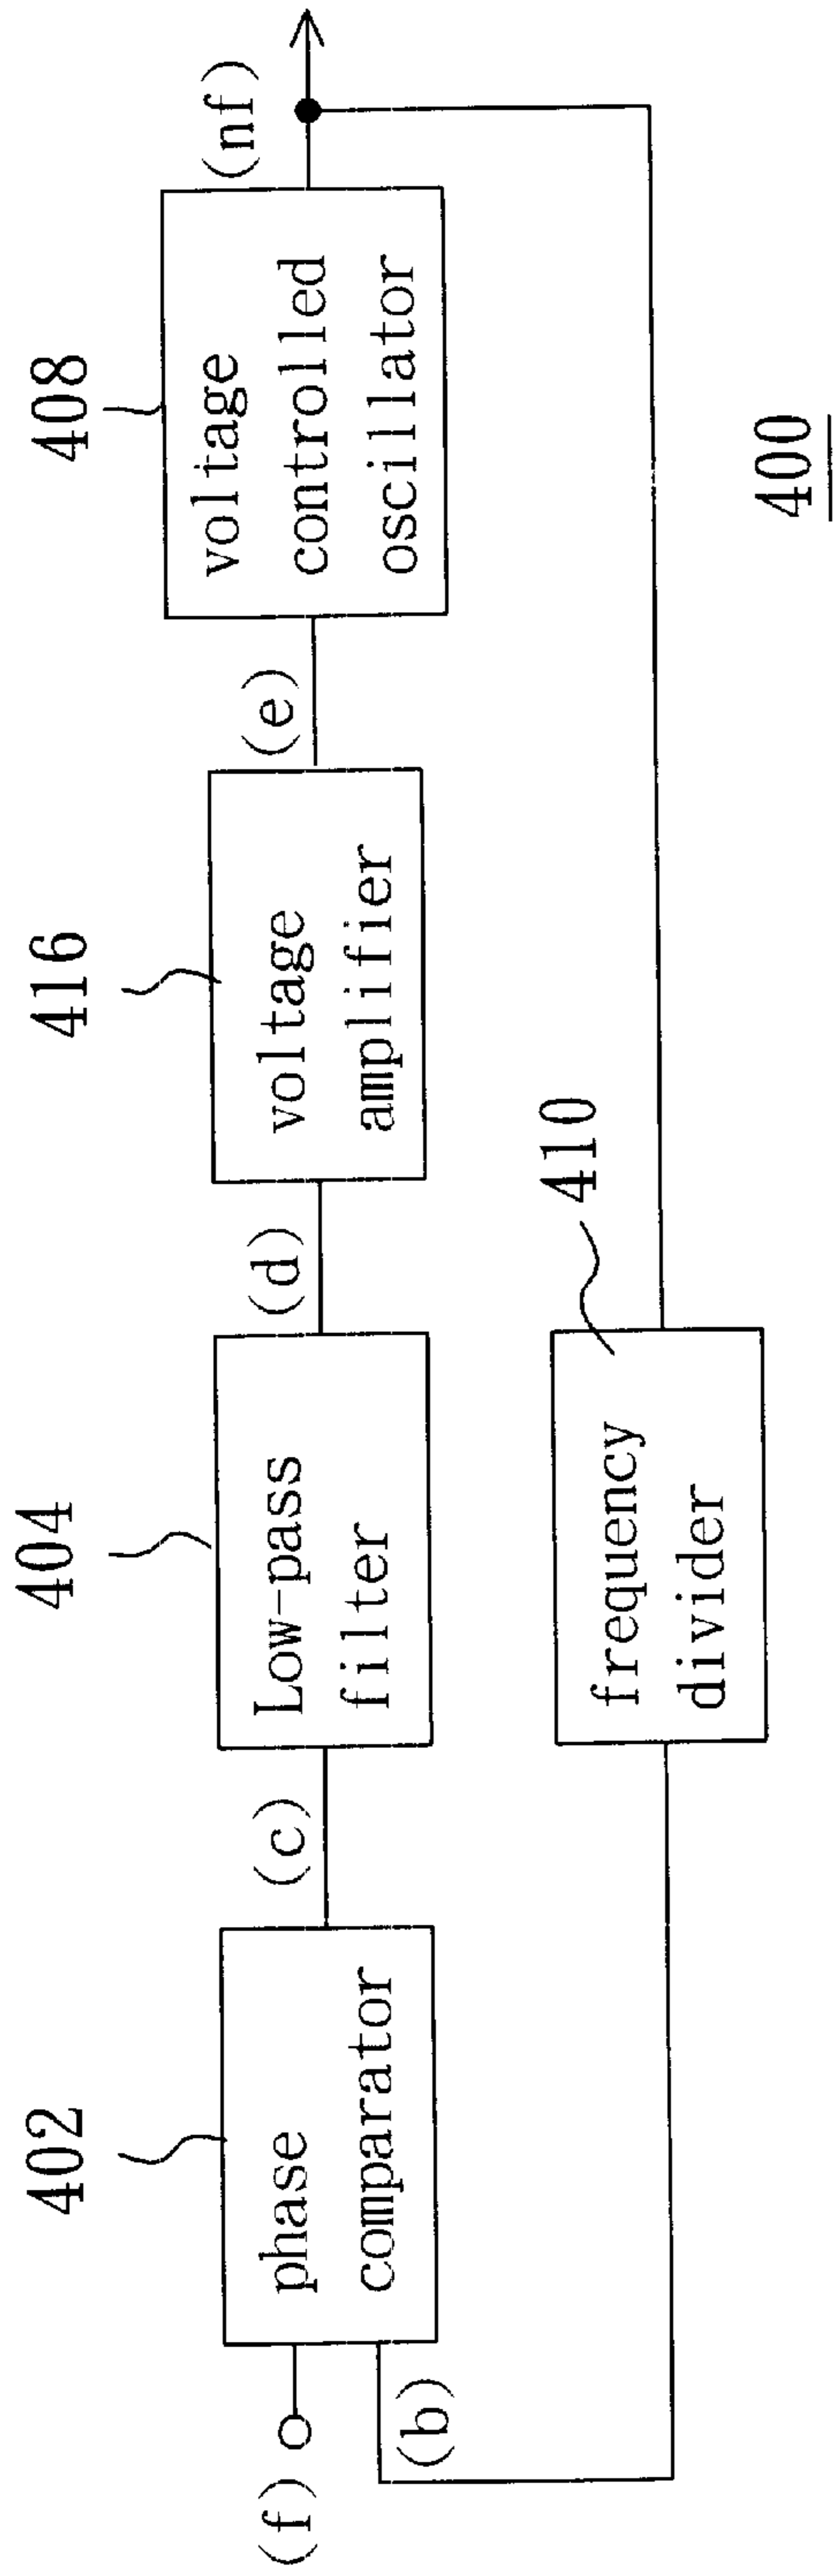 402
404
416
408
(f)
phase
comparator
(c)
Low-pass
filter
(d)
voltage
amplifier
(e)
voltage
controlled
oscillator
(nf)
(b)
frequency
divider
410
400